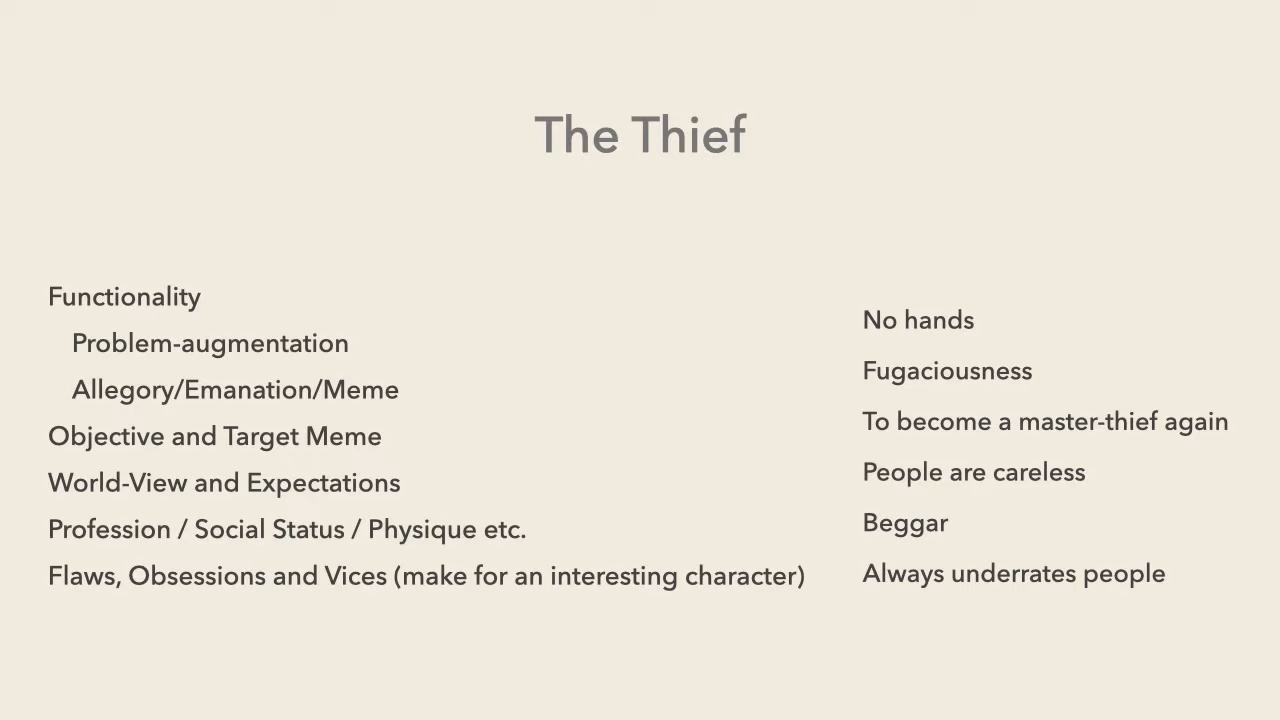 The Thief
Functionality
Problem-augmentation
Allegory/Emanation/Meme
Objective and Target Meme
World-View and Expectations
Profession / Social Status / Physique etc.
Flaws, Obsessions and Vices (make for an interesting character)
No hands
Fugaciousness
To become a master-thief again
People are careless
Beggar
Always underrates people